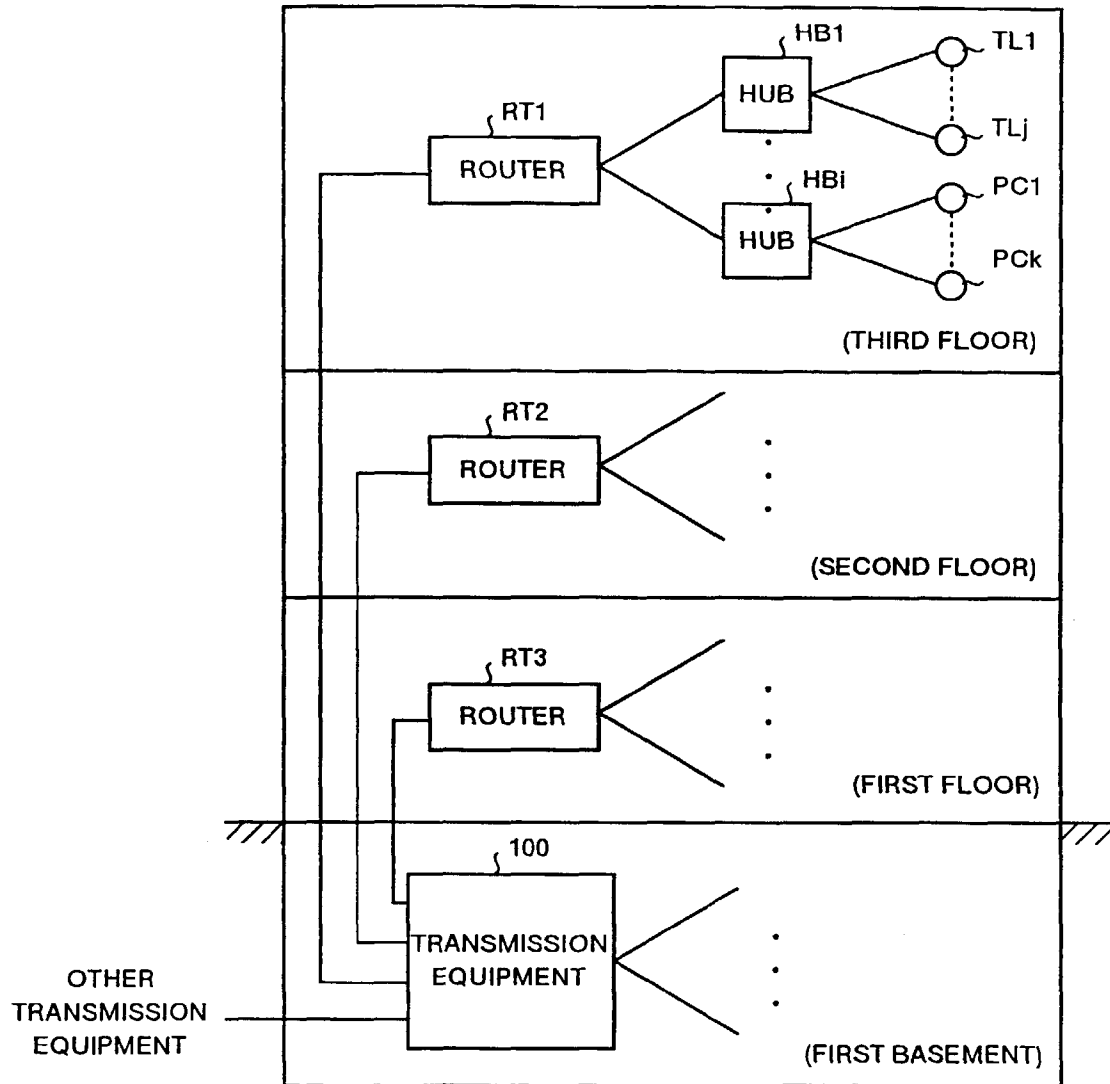 HB1
TL1
HUB
RT1
TLj
ROUTER
HBi
PC1
HUB
PCk
(THIRD FLOOR)
RT2
ROUTER
(SECOND FLOOR)
RT3
ROUTER
(FIRST FLOOR)
100
TRANSMISSION
EQUIPMENT
OTHER
TRANSMISSION
EQUIPMENT
(FIRST BASEMENT)